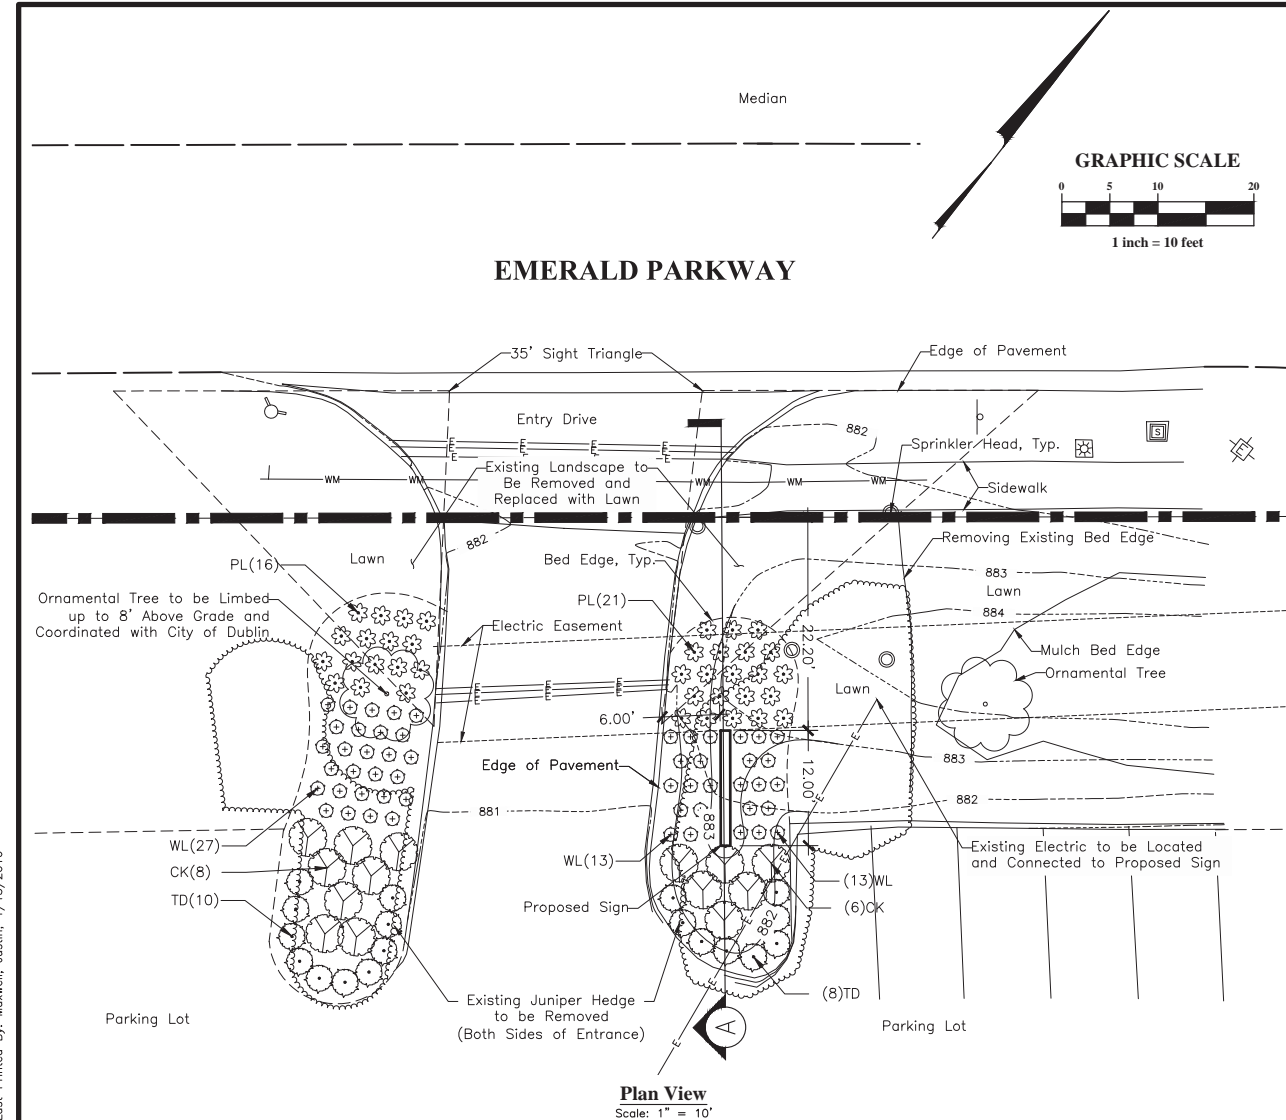 Median
GRAPHIC SCALE
0 5 10 20
1 inch = 10 feet
EMERALD PARKWAY
35' Sight Triangle
Edge of Pavement
Entry Drive
882
Sprinkler Head, Typ.
S
E
E E E E
E E E E
Existing Landscape to
Be Removed and
Replaced with Lawn
WM WM WM WM WM
Sidewalk
882
Removing Existing Bed Edge
Lawn
Bed Edge, Typ.
883
Lawn
PL(16)
884
Ornamental Tree to be Limbed
up to 8' Above Grade and
Coordinated with City of Dublin
PL(21)
Electric Easement
22.20'
Mulch Bed Edge
Ornamental Tree
E E E
E E E
Lawn
6.00'
E
883
Edge of Pavement
12.00'
882
E
881
883
WL(27)
WL(13)
Existing Electric to be Located
and Connected to Proposed Sign
CK(8)
E
(13)WL
TD(10)
Proposed Sign
(6)CK
882
E
E
(8)TD
Existing Juniper Hedge
to be Removed
(Both Sides of Entrance)
E
Parking Lot
A
Parking Lot
E
Plan View
Scale: 1" = 10'